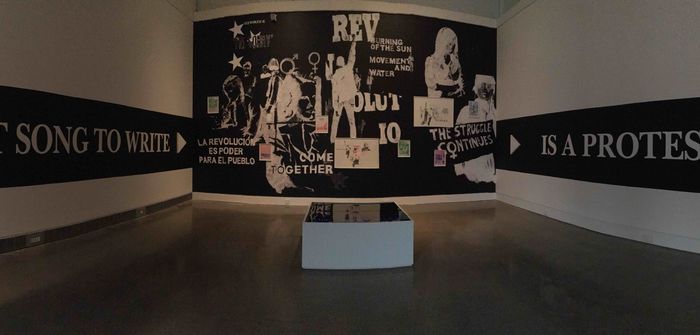 T SONG TO WRITE
REV
OLUT
IO
BURNING
OF THE SUN
MOVEMENT
AND
WATER
LA REVOLUCIÓN
ES PODER
PARA EL PUEBLO
COME
TOGETHER
THE STRUGGLE
CONTINUES
IS A PROTES